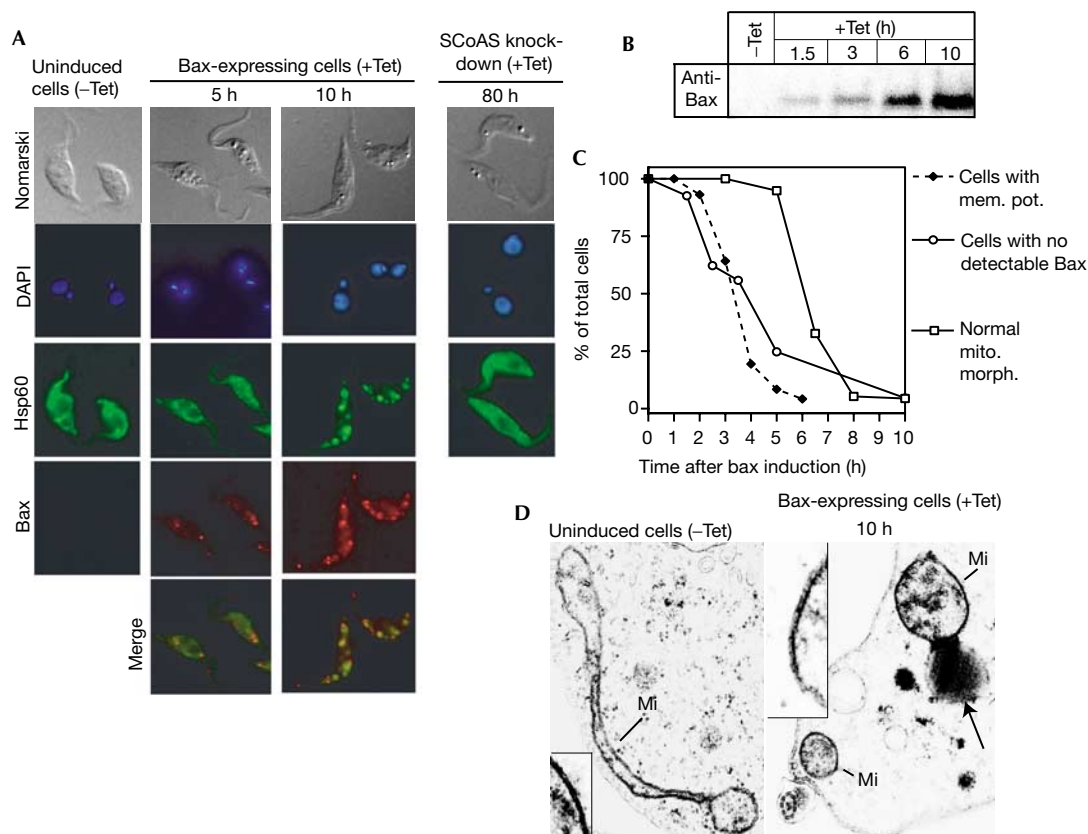 A
Uninduced
cells (–Tet)
Bax-expressing cells (+Tet)
5 h
10 h
SCoAS knock-
down (+Tet)
80 h
Nomarski
DAPI
Hsp60
Bax
Merge
B
–Tet
+Tet (h)
1.5 3 6 10
Anti-
Bax
C
100
75
50
25
0
% of total cells
0 1 2 3 4 5 6 7 8 9 10
Time after bax induction (h)
Cells with
mem. pot.
Cells with no
detectable Bax
Normal
mito.
morph.
D
Uninduced cells (–Tet)
Bax-expressing cells (+Tet)
10 h
Mi
Mi
Mi